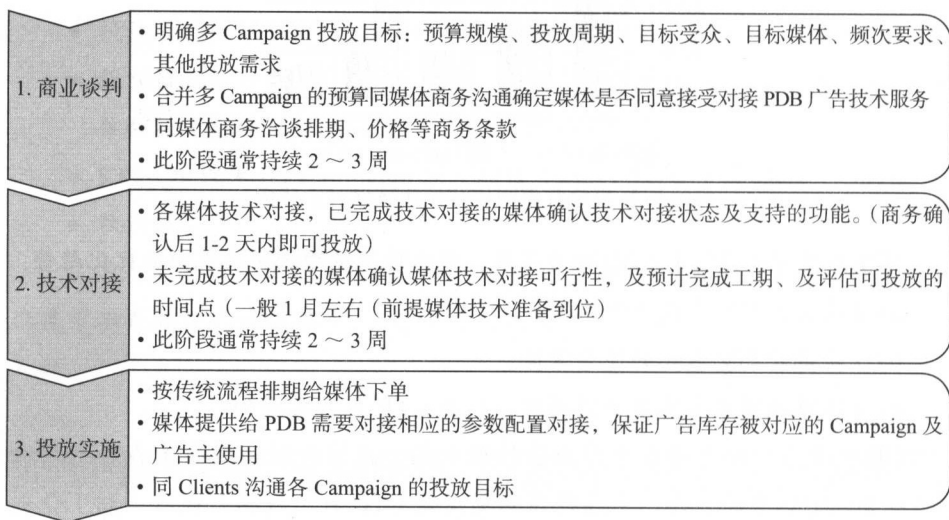 1. 商业谈判
• 明确多 Campaign 投放目标：预算规模、投放周期、目标受众、目标媒体、频次要求、
其他投放需求
• 合并多 Campaign 的预算同媒体商务沟通确定媒体是否同意接受对接 PDB 广告技术服务
• 同媒体商务洽谈排期、价格等商务条款
• 此阶段通常持续 2～3 周
2. 技术对接
• 各媒体技术对接，已完成技术对接的媒体确认技术对接状态及支持的功能。（商务确
认后 1-2 天内即可投放）
• 未完成技术对接的媒体确认媒体技术对接可行性，及预计完成工期、及评估可投放的
时间点（一般 1 月左右（前提媒体技术准备到位）
• 此阶段通常持续 2～3 周
3. 投放实施
• 按传统流程排期给媒体下单
• 媒体提供给 PDB 需要对接相应的参数配置对接，保证广告库存被对应的 Campaign 及
广告主使用
• 同 Clients 沟通各 Campaign 的投放目标